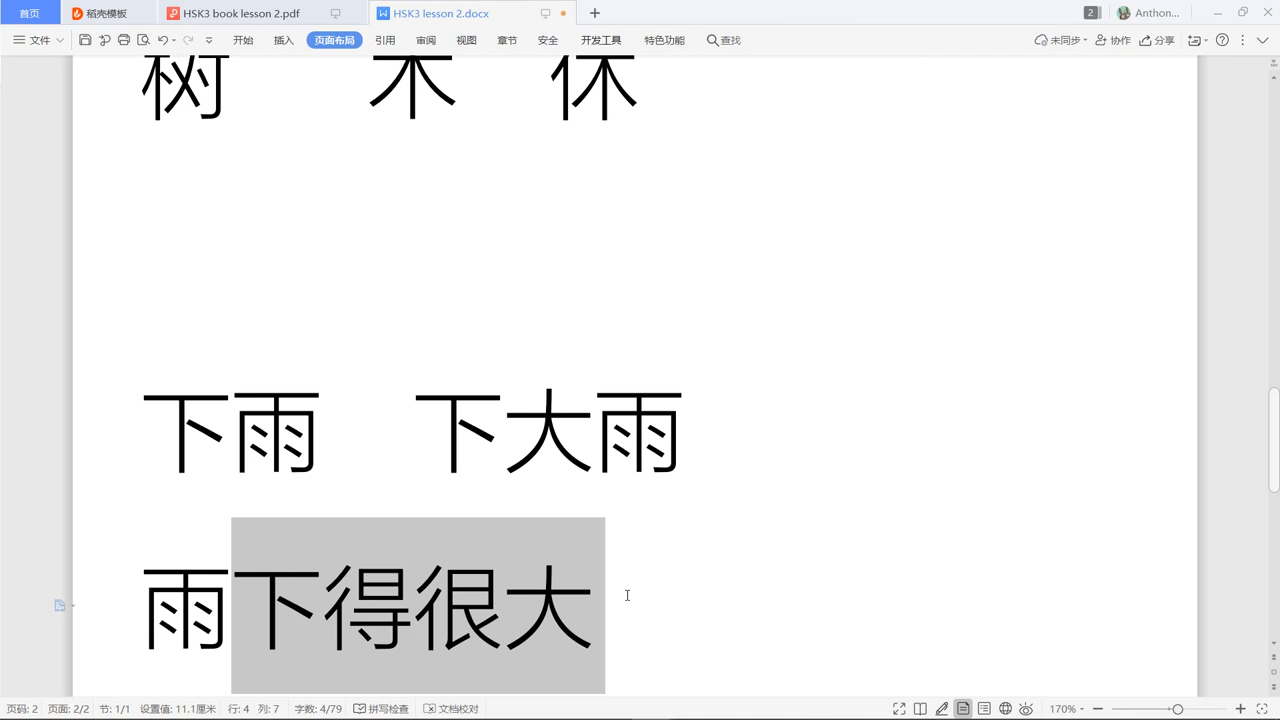 首页 稻壳模板 HSK3 book lesson 2.pdf HSK3 lesson 2.docx 2 Anthon...
文件 开始 插入 页面布局 引用 审阅 视图 章节 安全 开发工具 特色功能 查找 协作 分享
树 木 休
下雨 下大雨
雨下得很大
页码: 2 页面: 2/2 节: 1/1 设置值: 11.1厘米 行: 4 列: 7 字数: 4/79 拼写检查 文档校对 170%